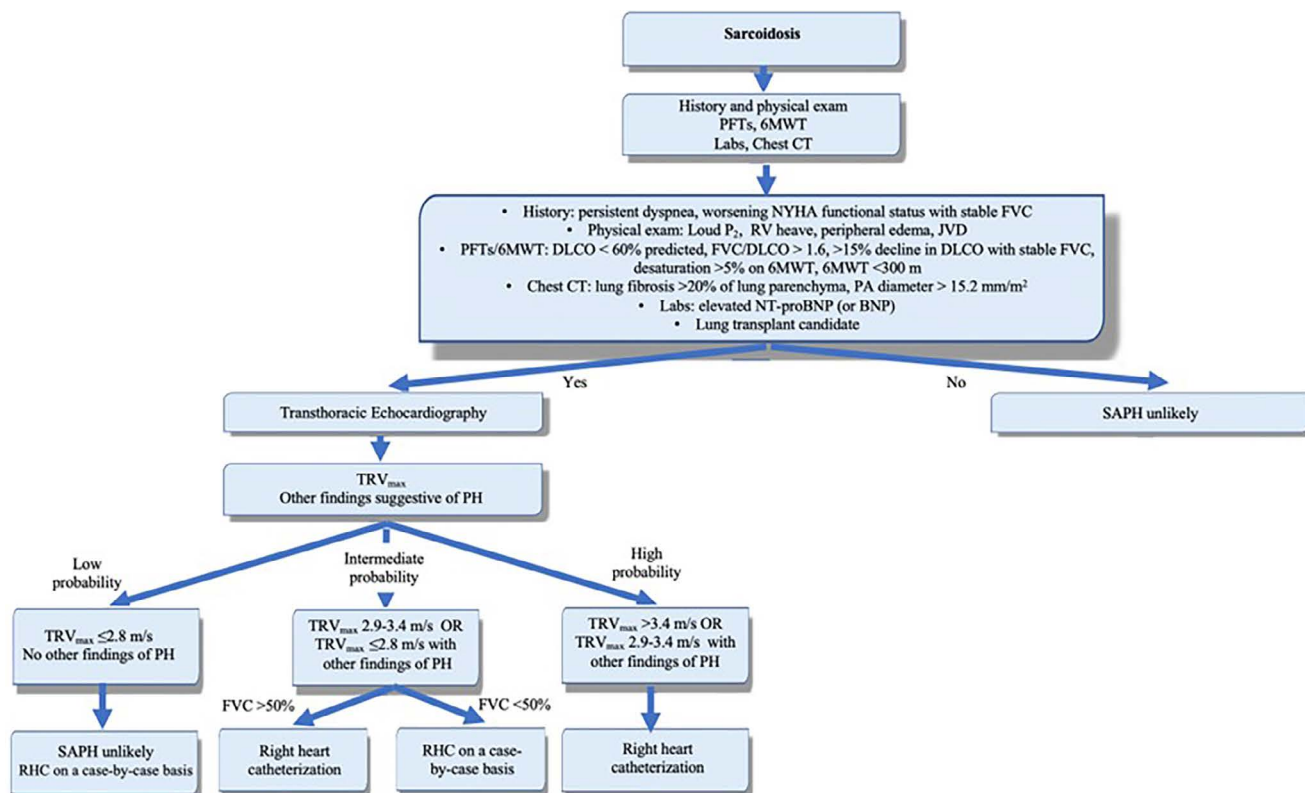 Sarcoidosis
History and physical exam
PFTs, 6MWT
Labs, Chest CT
• History: persistent dyspnea, worsening NYHA functional status with stable FVC
• Physical exam: Loud P₂, RV heave, peripheral edema, JVD
• PFTs/6MWT: DLCO < 60% predicted, FVC/DLCO > 1.6, >15% decline in DLCO with stable FVC,
desaturation >5% on 6MWT, 6MWT <300 m
• Chest CT: lung fibrosis >20% of lung parenchyma, PA diameter > 15.2 mm/m²
• Labs: elevated NT-proBNP (or BNP)
• Lung transplant candidate
Yes
No
Transthoracic Echocardiography
SAPH unlikely
TRVmax
Other findings suggestive of PH
Low
probability
Intermediate
probability
High
probability
TRVmax ≤2.8 m/s
No other findings of PH
TRVmax 2.9-3.4 m/s OR
TRVmax ≤2.8 m/s with
other findings of PH
TRVmax >3.4 m/s OR
TRVmax 2.9-3.4 m/s with
other findings of PH
FVC >50%
FVC <50%
SAPH unlikely
RHC on a case-by-case basis
Right heart
catheterization
RHC on a case-
by-case basis
Right heart
catheterization